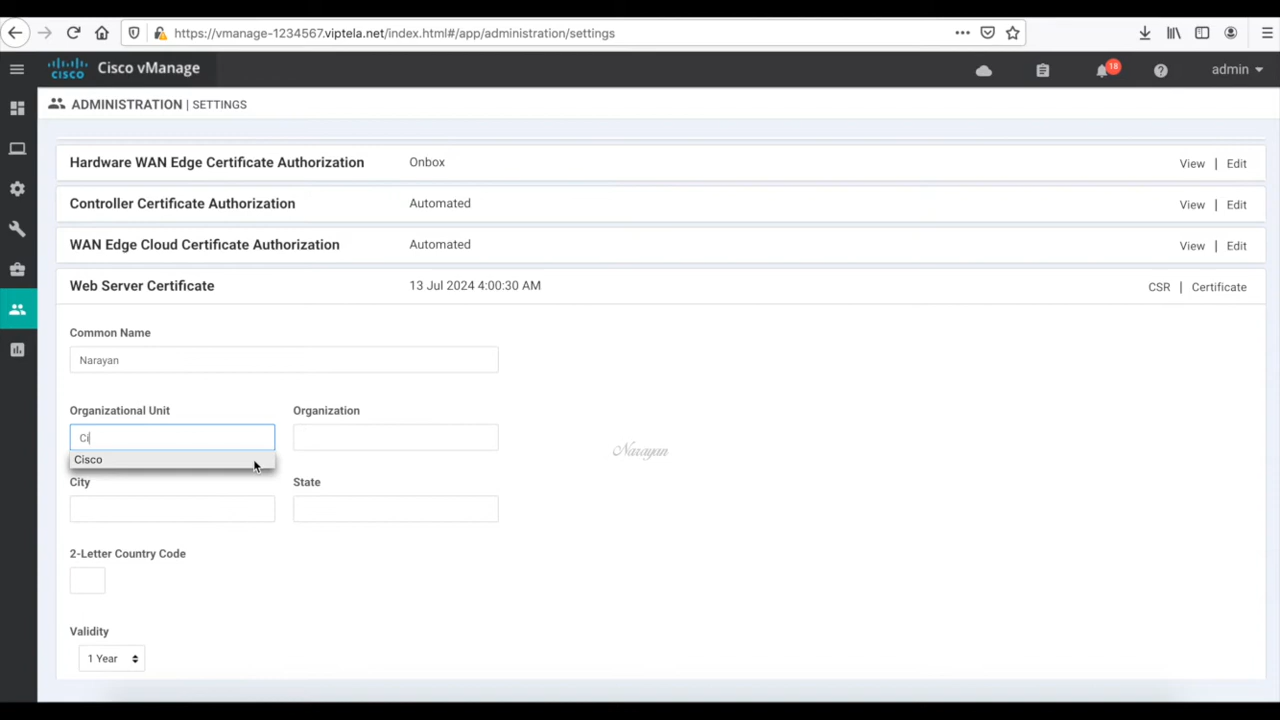 https://vmanage-1234567.viptela.net/index.html#/app/administration/settings
cisco Cisco vManage 18 admin
ADMINISTRATION | SETTINGS
Hardware WAN Edge Certificate Authorization Onbox View | Edit
Controller Certificate Authorization Automated View | Edit
WAN Edge Cloud Certificate Authorization Automated View | Edit
Web Server Certificate 13 Jul 2024 4:00:30 AM CSR | Certificate
Common Name
Narayan
Organizational Unit Organization
Ci
Narayan
Cisco
City State
2-Letter Country Code
Validity
1 Year